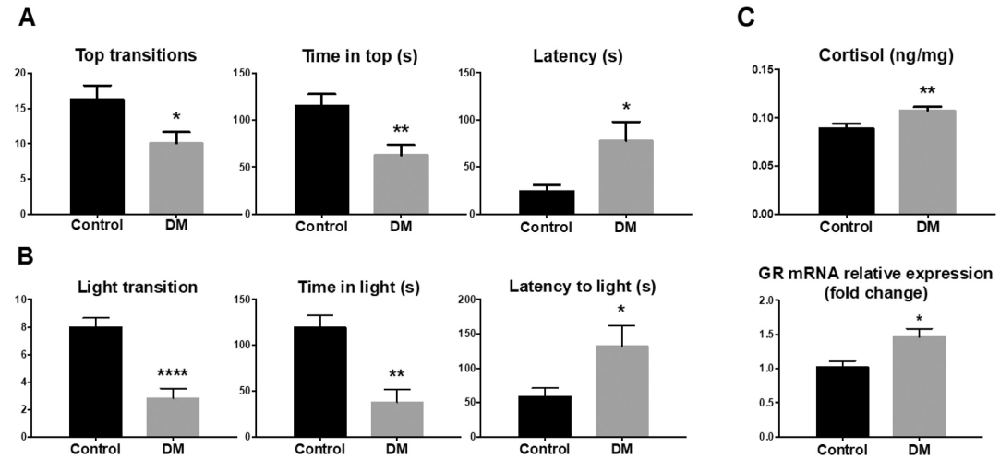 A
C
Top transitions
Time in top (s)
Latency (s)
Cortisol (ng/mg)
20
15
10
5
0
*
Control
DM
150
100
50
0
**
Control
DM
150
100
50
0
*
Control
DM
0.15
0.10
0.05
0.00
**
Control
DM
B
Light transition
Time in light (s)
Latency to light (s)
GR mRNA relative expression
(fold change)
10
8
6
4
2
0
****
Control
DM
150
100
50
0
**
Control
DM
200
150
100
50
0
*
Control
DM
2.0
1.5
1.0
0.5
0.0
*
Control
DM